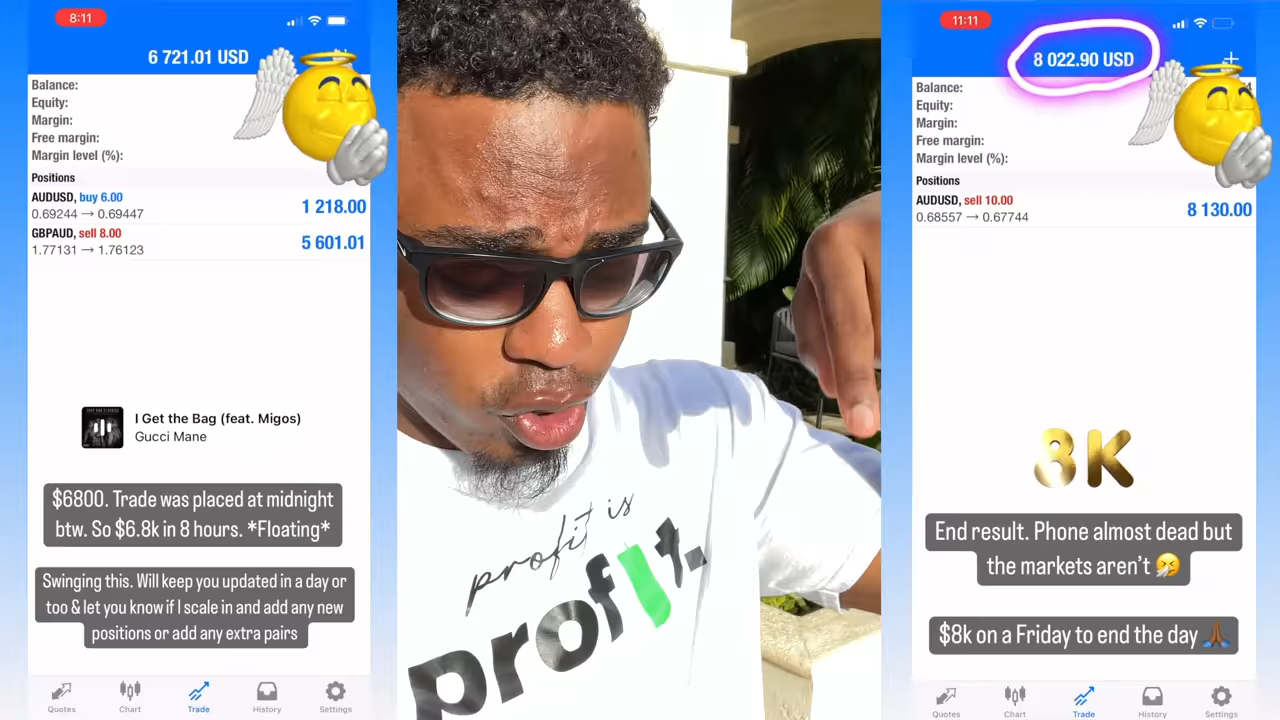 8:11
6 721.01 USD
Balance:
Equity:
Margin:
Free margin:
Margin level (%):
Positions
AUDUSD, buy 6.00
0.69244 → 0.69447
1 218.00
GBPAUD, sell 8.00
1.77131 → 1.76123
5 601.01
I Get the Bag (feat. Migos)
Gucci Mane
$6800. Trade was placed at midnight
btw. So $6.8k in 8 hours. *Floating*
Swinging this. Will keep you updated in a day or
too & let you know if I scale in and add any new
positions or add any extra pairs
Quotes
Chart
Trade
History
Settings
profit is
profit.
11:11
8 022.90 USD
Balance:
Equity:
Margin:
Free margin:
Margin level (%):
Positions
AUDUSD, sell 10.00
0.68557 → 0.67744
8 130.00
8K
End result. Phone almost dead but
the markets aren't 🤧
$8k on a Friday to end the day 🙏🏾
Quotes
Chart
Trade
History
Settings